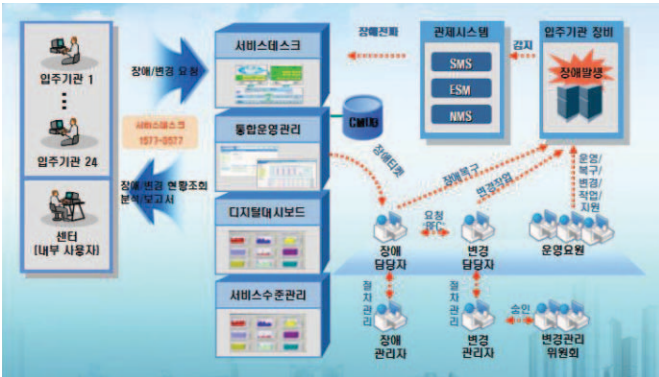 입주기관 1
입주기관 24
센터
[내부 사용자]
장애/변경 요청
서비스데스크
1577-0577
장애/변경 현황조회
분석/보고서
서비스데스크
통합운영관리
디지털대시보드
서비스수준관리
CMDB
장애전파
관제시스템
SMS
ESM
NMS
감지
입주기관 장비
장애발생
장애티켓
장애복구
변경작업
운영/
복구/
변경/
작업/
지원
요청
"RFC"
장애
담당자
변경
담당자
운영요원
절차관리
절차관리
승인
장애
관리자
변경
관리자
변경관리
위원회